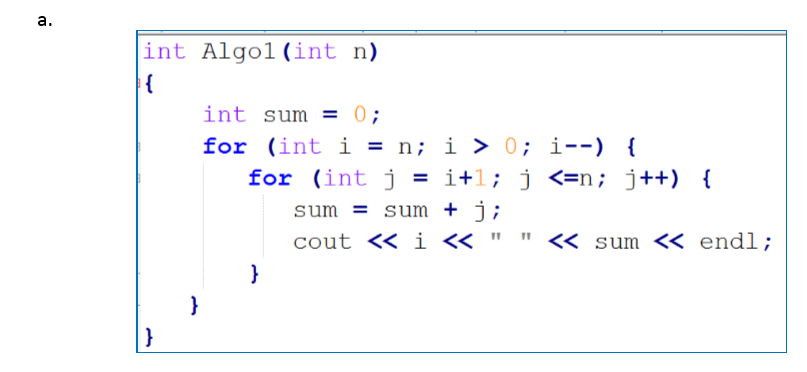 a.
int Algo1(int n)
{
int sum = 0;
for (int i = n; i > 0; i--) {
for (int j = i+1; j <=n; j++) {
sum = sum + j;
cout << i << " " << sum << endl;
}
}
}